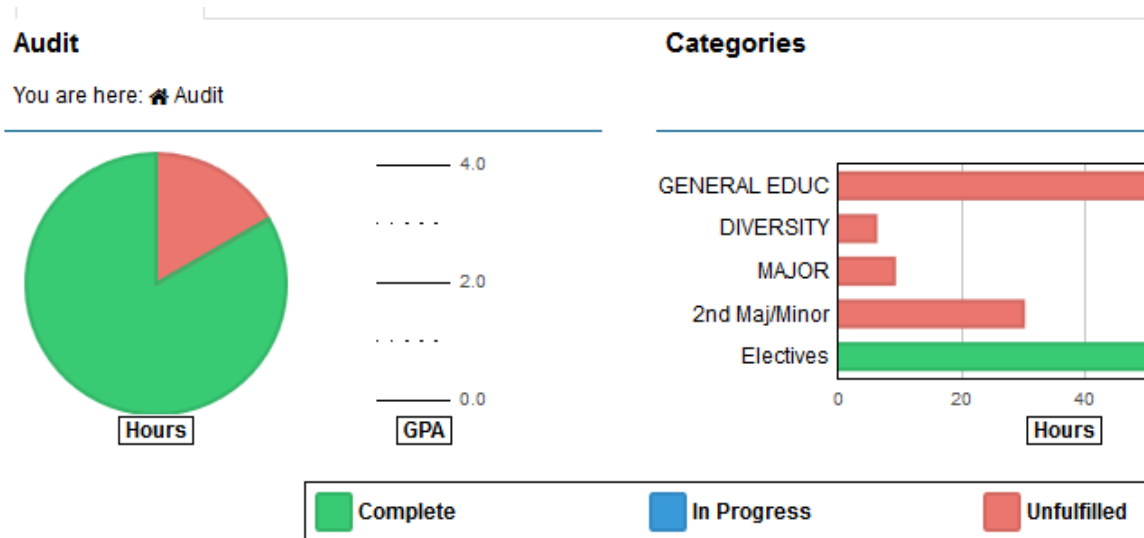 Audit
You are here: Audit
4.0
2.0
0.0
Hours
GPA
Categories
GENERAL EDUC
DIVERSITY
MAJOR
2nd Maj/Minor
Electives
0 20 40
Hours
Complete In Progress Unfulfilled